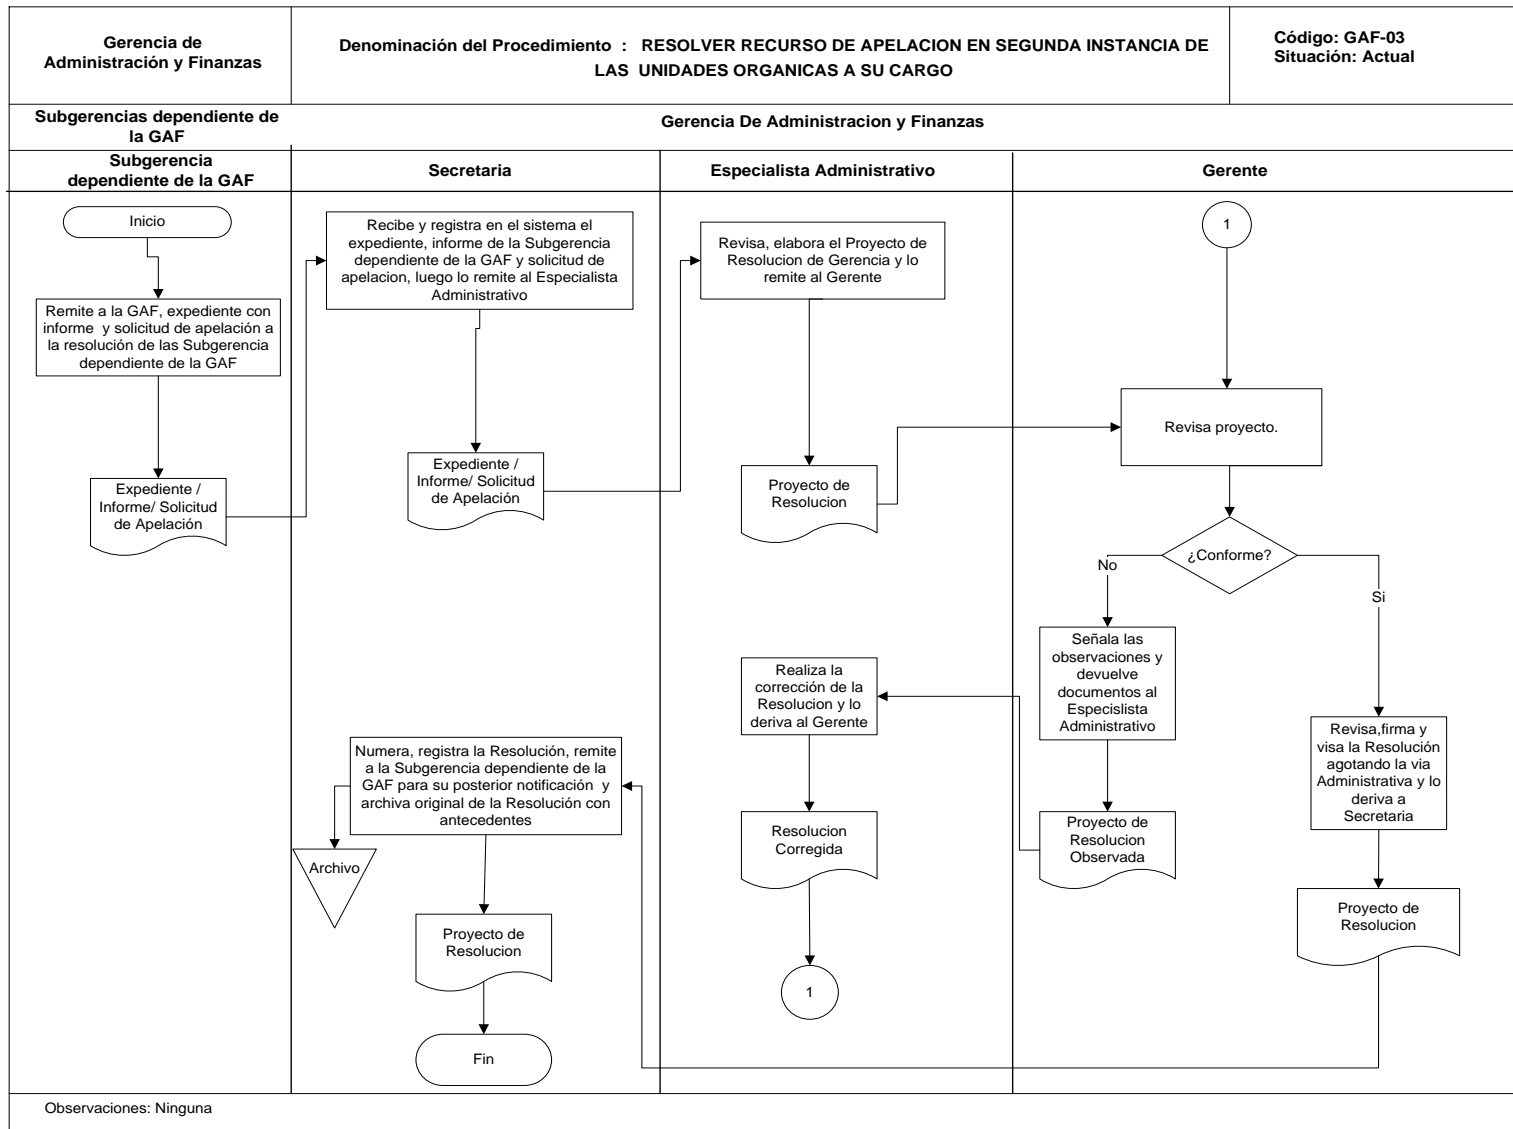 Gerencia de
Administración y Finanzas
Denominación del Procedimiento : RESOLVER RECURSO DE APELACION EN SEGUNDA INSTANCIA DE
LAS UNIDADES ORGANICAS A SU CARGO
Código: GAF-03
Situación: Actual
Subgerencias dependiente de
la GAF
Gerencia De Administracion y Finanzas
Subgerencia
dependiente de la GAF
Secretaria
Especialista Administrativo
Gerente
Inicio
Remite a la GAF, expediente con
informe y solicitud de apelación a
la resolución de las Subgerencia
dependiente de la GAF
Expediente /
Informe/ Solicitud
de Apelación
Recibe y registra en el sistema el
expediente, informe de la Subgerencia
dependiente de la GAF y solicitud de
apelacion, luego lo remite al Especialista
Administrativo
Expediente /
Informe/ Solicitud
de Apelación
Revisa, elabora el Proyecto de
Resolucion de Gerencia y lo
remite al Gerente
Proyecto de
Resolucion
1
Revisa proyecto.
¿Conforme?
No
Si
Señala las
observaciones y
devuelve
documentos al
Especislista
Administrativo
Proyecto de
Resolucion
Observada
Realiza la
corrección de la
Resolucion y lo
deriva al Gerente
Resolucion
Corregida
1
Revisa,firma y
visa la Resolución
agotando la via
Administrativa y lo
deriva a
Secretaria
Proyecto de
Resolucion
Numera, registra la Resolución, remite
a la Subgerencia dependiente de la
GAF para su posterior notificación y
archiva original de la Resolución con
antecedentes
Archivo
Proyecto de
Resolucion
Fin
Observaciones: Ninguna